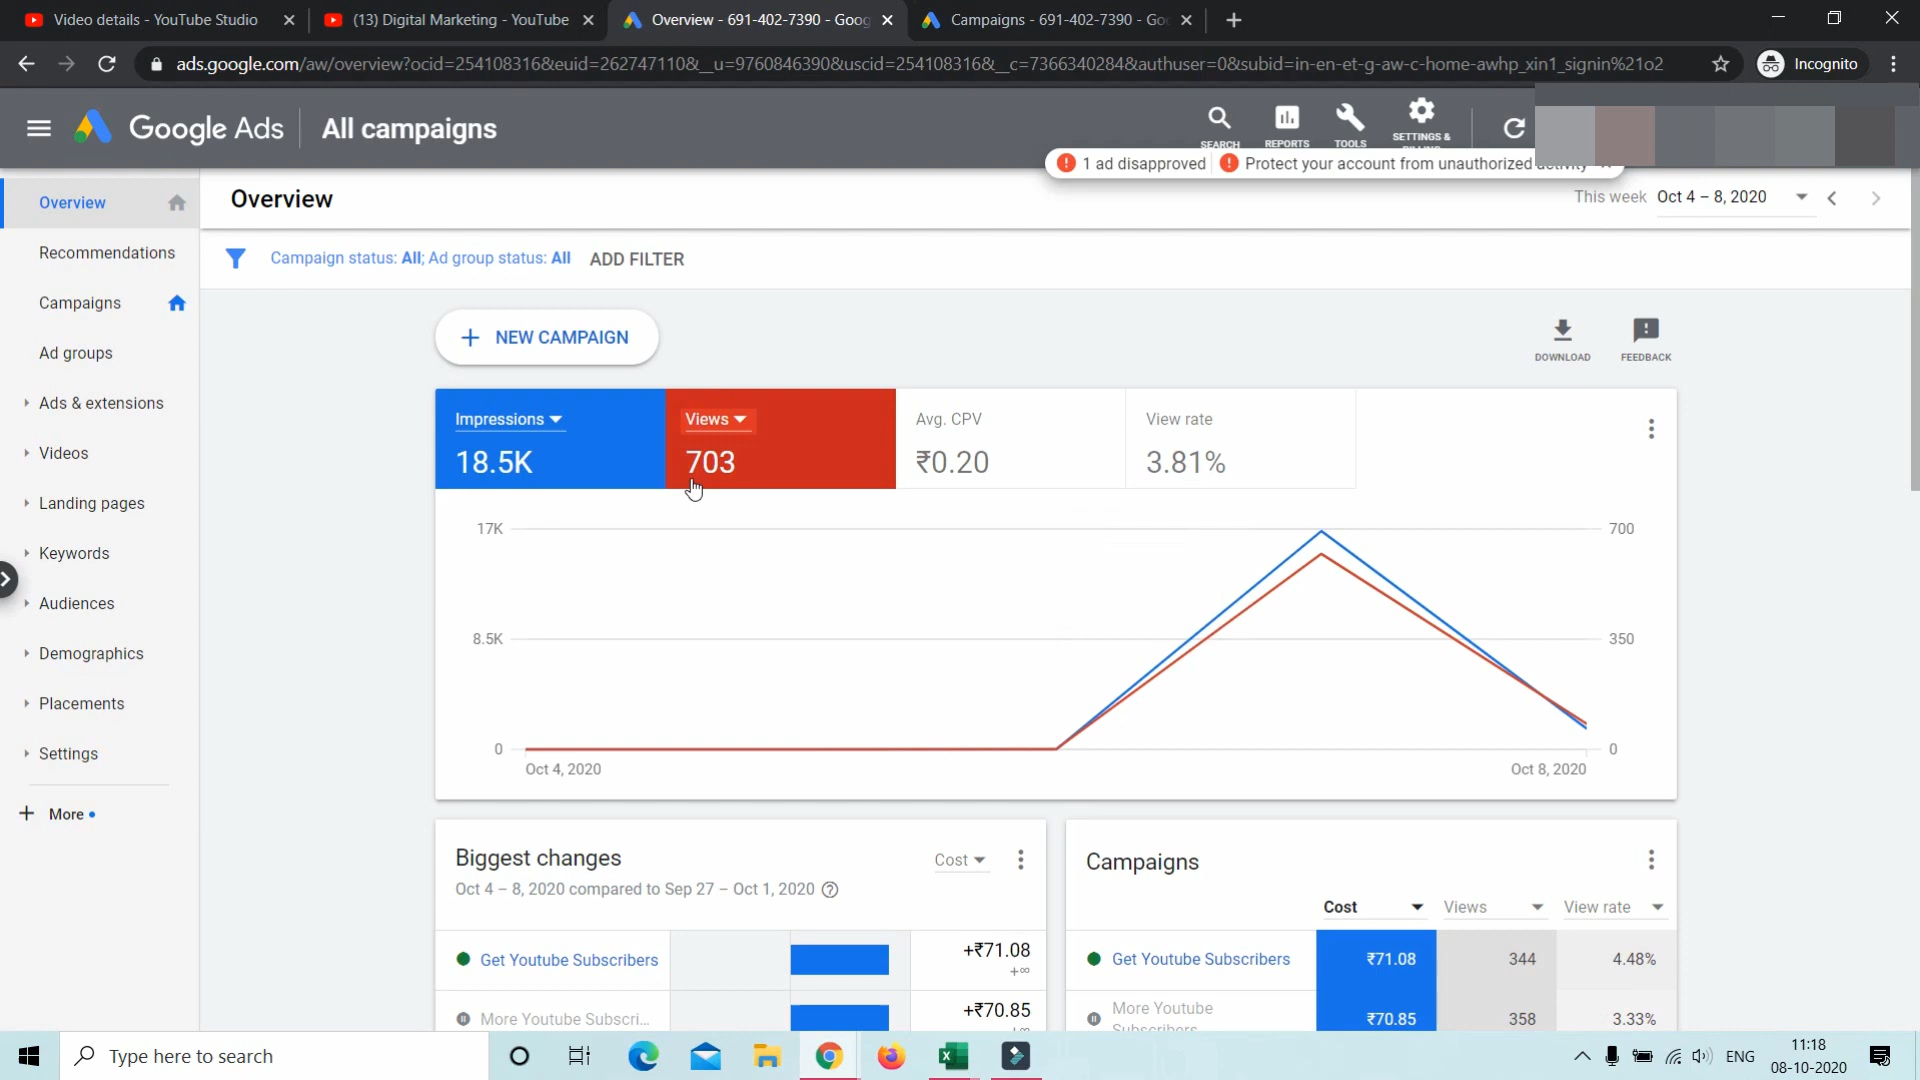 Video details - YouTube Studio
(13) Digital Marketing - YouTube
Overview - 691-402-7390 - Goog
Campaigns - 691-402-7390 - Go
ads.google.com/aw/overview?ocid=254108316&euid=262747110&__u=9760846390&uscid=254108316&__c=7366340284&authuser=0&subid=in-en-et-g-aw-c-home-awhp_xin1_signin%21o2
Incognito
Google Ads
All campaigns
SEARCH
REPORTS
TOOLS
SETTINGS &
1 ad disapproved
Protect your account from unauthorized activity
Overview
Recommendations
Campaigns
Ad groups
Ads & extensions
Videos
Landing pages
Keywords
Audiences
Demographics
Placements
Settings
More
Overview
This week Oct 4 – 8, 2020
Campaign status: All; Ad group status: All ADD FILTER
NEW CAMPAIGN
DOWNLOAD
FEEDBACK
Impressions
18.5K
Views
703
Avg. CPV
₹0.20
View rate
3.81%
17K
8.5K
0
700
350
0
Oct 4, 2020
Oct 8, 2020
Biggest changes
Cost
Oct 4 – 8, 2020 compared to Sep 27 – Oct 1, 2020
Get Youtube Subscribers
+₹71.08
+∞
More Youtube Subscri...
+₹70.85
Campaigns
Cost Views View rate
Get Youtube Subscribers ₹71.08 344 4.48%
More Youtube
Subscribers
₹70.85 358 3.33%
Type here to search
ENG
11:18
08-10-2020